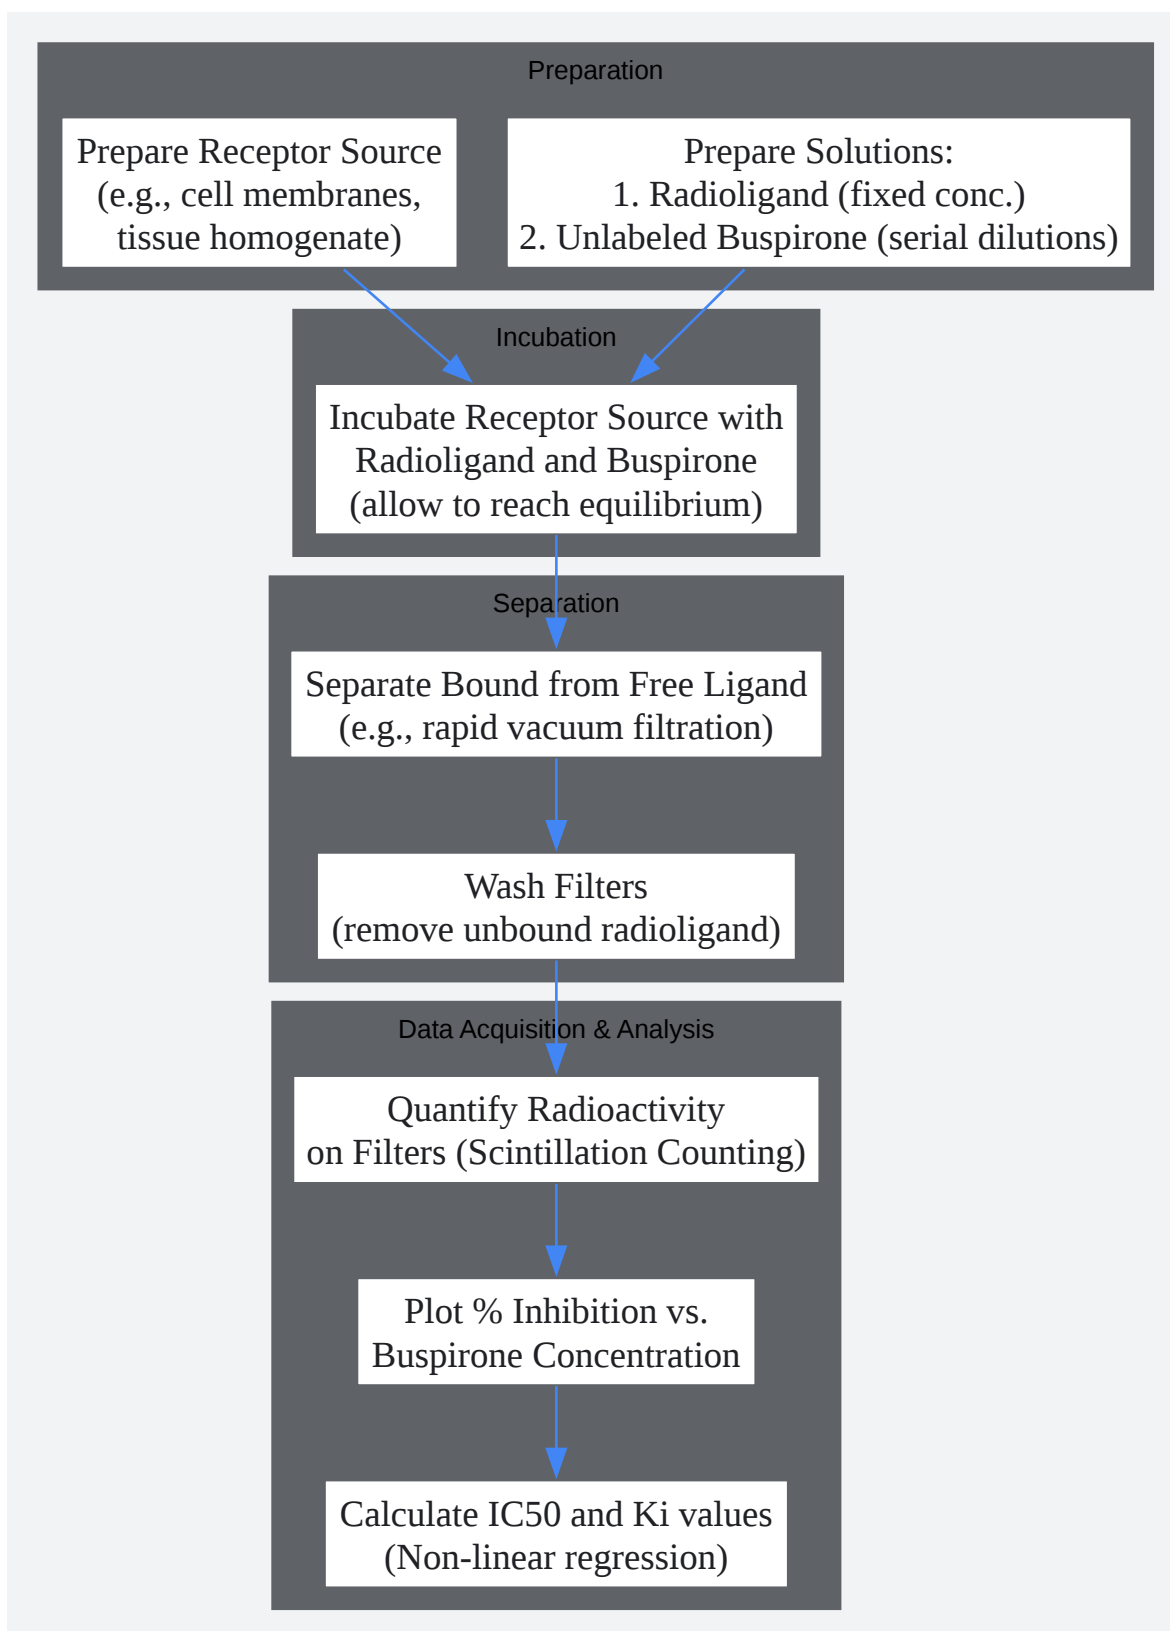 Preparation
Prepare Receptor Source
(e.g., cell membranes,
tissue homogenate)
Prepare Solutions:
1. Radioligand (fixed conc.)
2. Unlabeled Buspirone (serial dilutions)
Incubation
Incubate Receptor Source with
Radioligand and Buspirone
(allow to reach equilibrium)
Separation
Separate Bound from Free Ligand
(e.g., rapid vacuum filtration)
Wash Filters
(remove unbound radioligand)
Data Acquisition & Analysis
Quantify Radioactivity
on Filters (Scintillation Counting)
Plot % Inhibition vs.
Buspirone Concentration
Calculate IC50 and Ki values
(Non-linear regression)